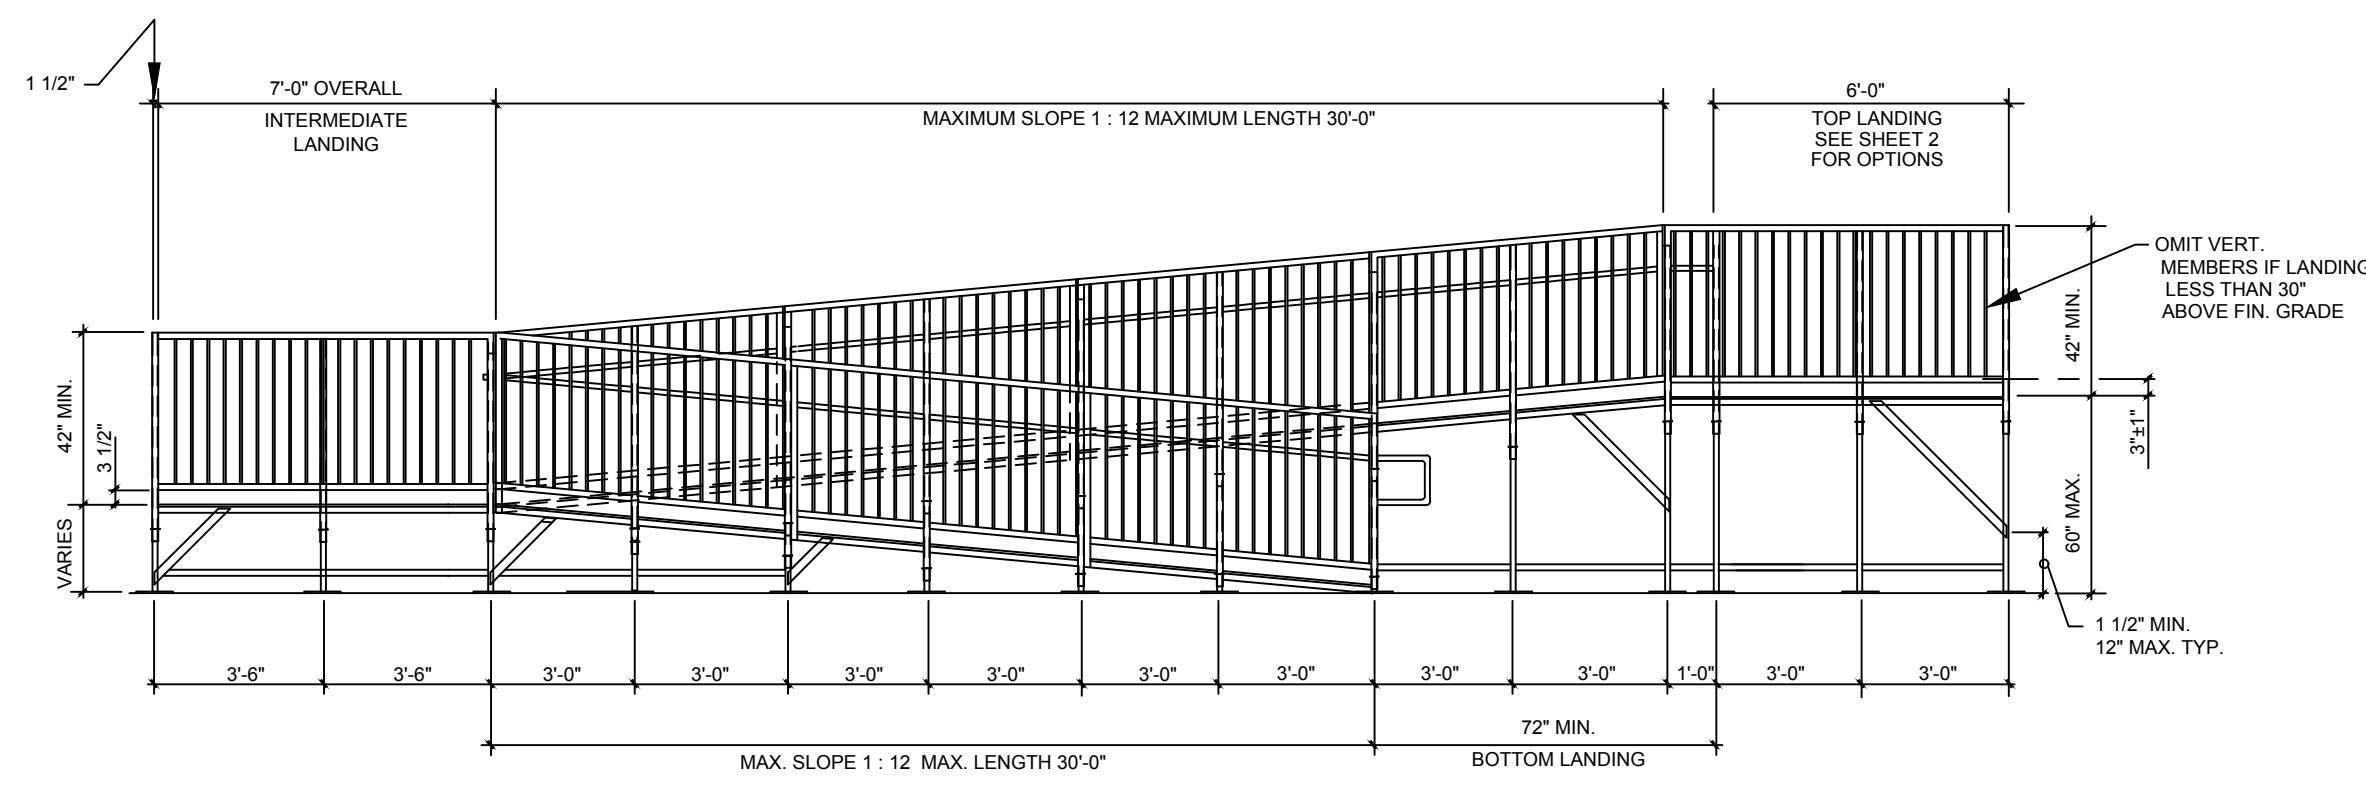 1 1/2"
7'-0" OVERALL
INTERMEDIATE
LANDING
MAXIMUM SLOPE 1 : 12 MAXIMUM LENGTH 30'-0"
6'-0"
TOP LANDING
SEE SHEET 2
FOR OPTIONS
OMIT VERT.
MEMBERS IF LANDING
LESS THAN 30"
ABOVE FIN. GRADE
42" MIN.
3 1/2"
VARIES
42" MIN.
3"±1"
60" MAX.
1 1/2" MIN.
12" MAX. TYP.
3'-6"
3'-6"
3'-0"
3'-0"
3'-0"
3'-0"
3'-0"
3'-0"
3'-0"
3'-0"
1'-0"
3'-0"
3'-0"
72" MIN.
BOTTOM LANDING
MAX. SLOPE 1 : 12 MAX. LENGTH 30'-0"